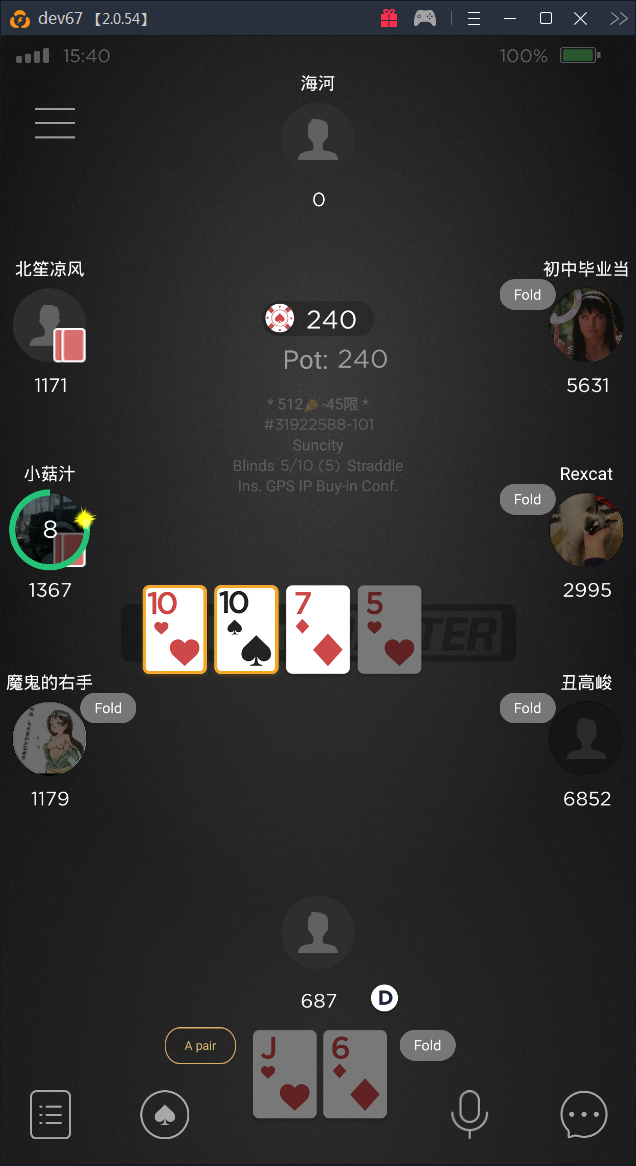 dev67 【2.0.54】
15:40
100%
海河
0
北笙凉风
1171
初中毕业当
Fold
5631
240
Pot: 240
* 512 -45限 *
#31922588-101
Suncity
Blinds 5/10 (5) Straddle
Ins. GPS IP Buy-in Conf.
小菇汁
8
1367
Rexcat
Fold
2995
10
10
7
5
TER
魔鬼的右手
Fold
1179
丑高峻
Fold
6852
687
D
A pair
J
6
Fold